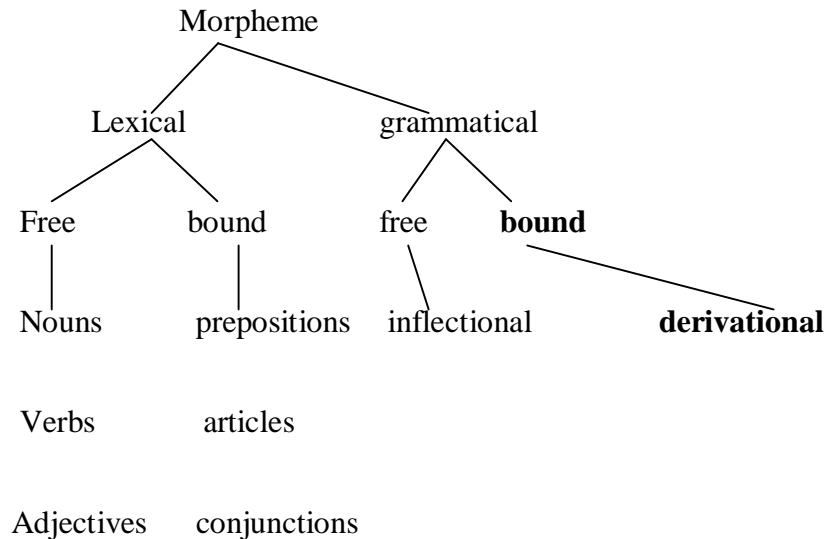 Morpheme
Lexical grammatical
Free bound free bound
Nouns prepositions inflectional derivational
Verbs articles
Adjectives conjunctions